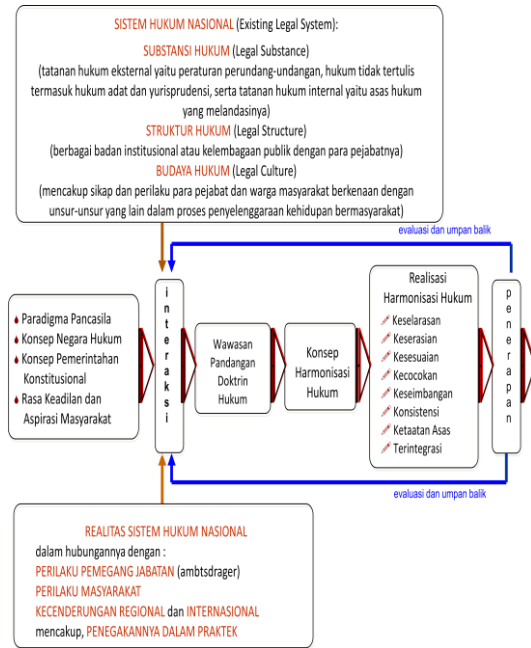 SISTEM HUKUM NASIONAL (Existing Legal System):
SUBSTANSI HUKUM (Legal Substance)
(tatanan hukum eksternal yaitu peraturan perundang-undangan, hukum tidak tertulis
termasuk hukum adat dan yurisprudensi, serta tatanan hukum internal yaitu asas hukum
yang melandasinya)
STRUKTUR HUKUM (Legal Structure)
(berbagai badan institusional atau kelembagaan publik dengan para pejabatnya)
BUDAYA HUKUM (Legal Culture)
(mencakup sikap dan perilaku para pejabat dan warga masyarakat berkenaan dengan
unsur-unsur yang lain dalam proses penyelenggaraan kehidupan bermasyarakat)
evaluasi dan umpan balik
Paradigma Pancasila
Konsep Negara Hukum
Konsep Pemerintahan
Konstitusional
Rasa Keadilan dan
Aspirasi Masyarakat
interaksi
Wawasan
Pandangan
Doktrin
Hukum
Konsep
Harmonisasi
Hukum
Realisasi
Harmonisasi Hukum
Keselarasan
Keserasian
Kesesuaian
Kecocokan
Keseimbangan
Konsistensi
Ketaatan Asas
Terintegrasi
penerapan
evaluasi dan umpan balik
REALITAS SISTEM HUKUM NASIONAL
dalam hubungannya dengan :
PERILAKU PEMEGANG JABATAN (ambtsdrager)
PERILAKU MASYARAKAT
KECENDERUNGAN REGIONAL dan INTERNASIONAL
mencakup, PENEGAKANNYA DALAM PRAKTEK